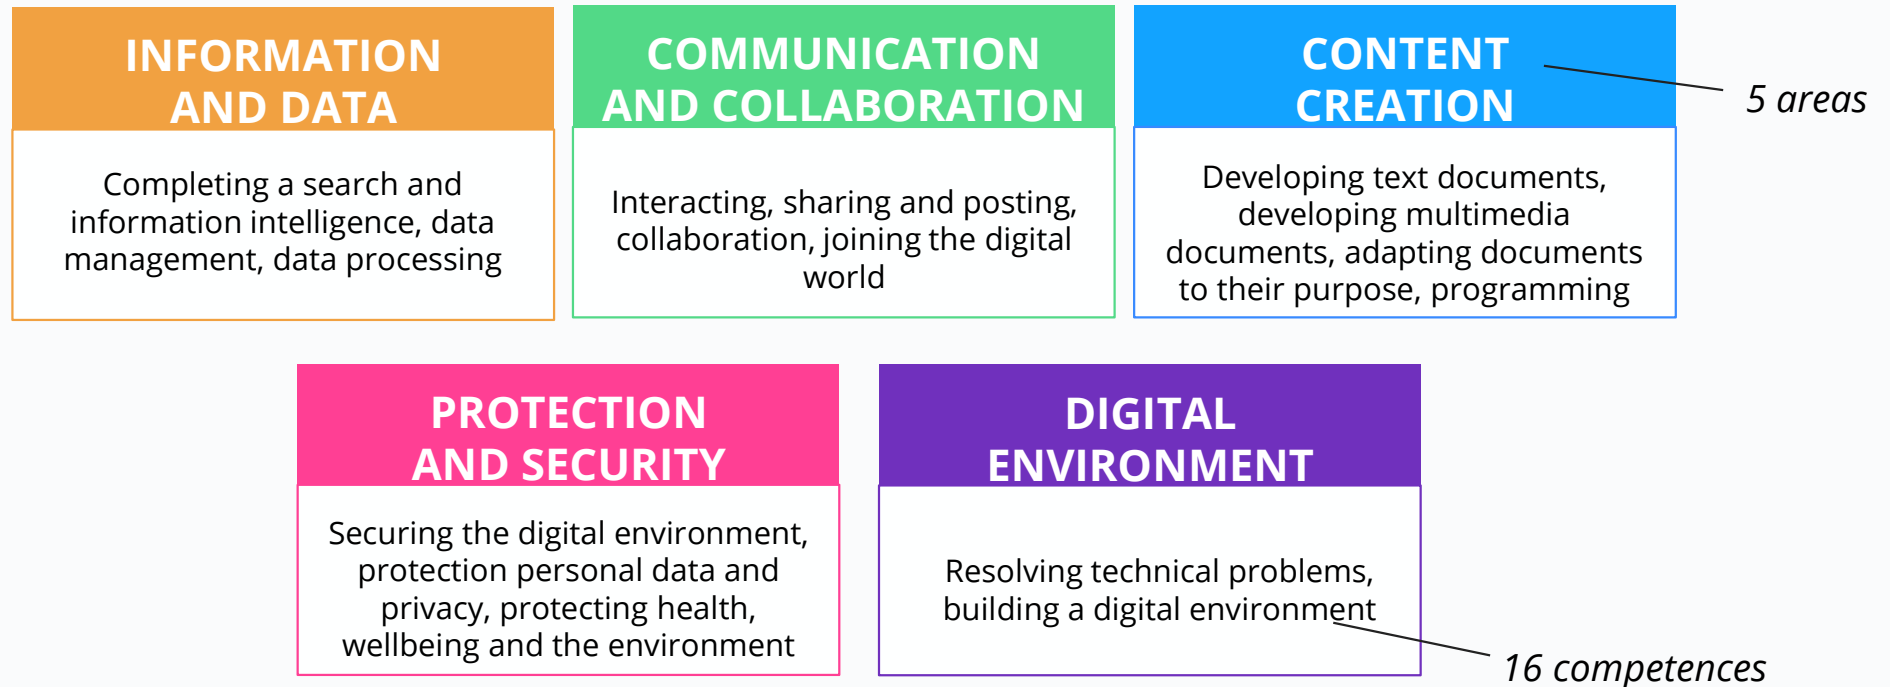 INFORMATION
AND DATA
Completing a search and
information intelligence, data
management, data processing
COMMUNICATION
AND COLLABORATION
Interacting, sharing and posting,
collaboration, joining the digital
world
CONTENT
CREATION
Developing text documents,
developing multimedia
documents, adapting documents
to their purpose, programming
5 areas
PROTECTION
AND SECURITY
Securing the digital environment,
protection personal data and
privacy, protecting health,
wellbeing and the environment
DIGITAL
ENVIRONMENT
Resolving technical problems,
building a digital environment
16 competences